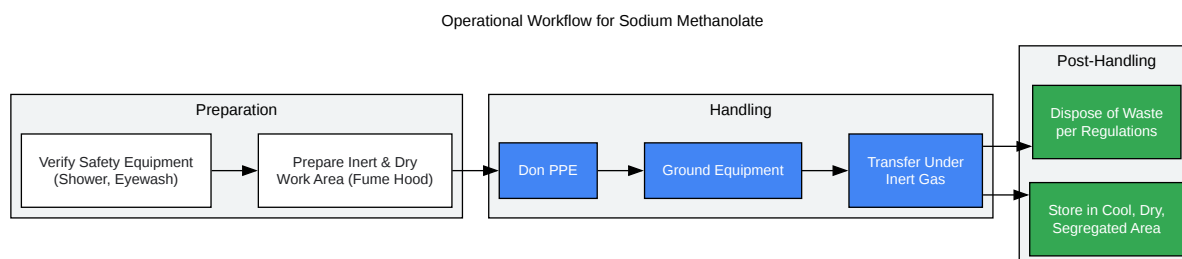 Operational Workflow for Sodium Methanolate
Preparation
Verify Safety Equipment
(Shower, Eyewash)
Prepare Inert & Dry
Work Area (Fume Hood)
Handling
Don PPE
Ground Equipment
Transfer Under
Inert Gas
Post-Handling
Dispose of Waste
per Regulations
Store in Cool, Dry,
Segregated Area